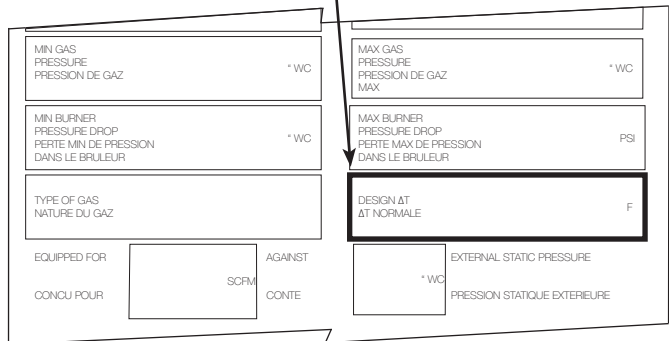 MIN GAS
PRESSURE
PRESSION DE GAZ
" WC
MAX GAS
PRESSURE
PRESSION DE GAZ
MAX
" WC
MIN BURNER
PRESSURE DROP
PERTE MIN DE PRESSION
DANS LE BRULEUR
" WC
MAX BURNER
PRESSURE DROP
PERTE MAX DE PRESSION
DANS LE BRULEUR
PSI
TYPE OF GAS
NATURE DU GAZ
DESIGN ΔT
ΔT NORMALE
F
EQUIPPED FOR
CONCU POUR
SCFM
AGAINST
CONTE
" WC
EXTERNAL STATIC PRESSURE
PRESSION STATIQUE EXTERIEURE